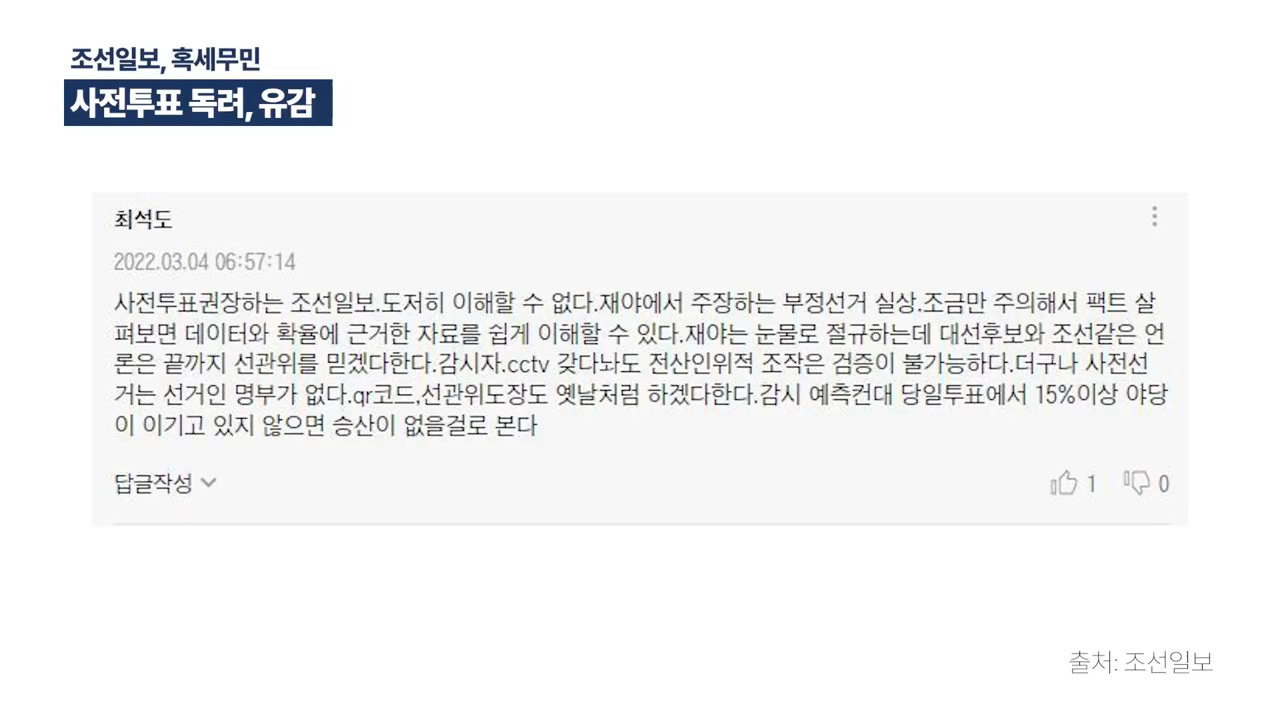 조선일보, 혹세무민
사전투표 독려, 유감
최석도
2022.03.04 06:57:14
사전투표권장하는 조선일보.도저히 이해할 수 없다.재야에서 주장하는 부정선거 실상.조금만 주의해서 팩트 살
펴보면 데이터와 확율에 근거한 자료를 쉽게 이해할 수 있다.재야는 눈물로 절규하는데 대선후보와 조선같은 언
론은 끝까지 선관위를 믿겠다한다.감시자.cctv 갖다놔도 전산인위적 조작은 검증이 불가능하다.더구나 사전선
거는 선거인 명부가 없다.qr코드,선관위도장도 옛날처럼 하겠다한다.감시 예측컨대 당일투표에서 15%이상 야당
이 이기고 있지 않으면 승산이 없을걸로 본다
답글작성
1
0
출처: 조선일보